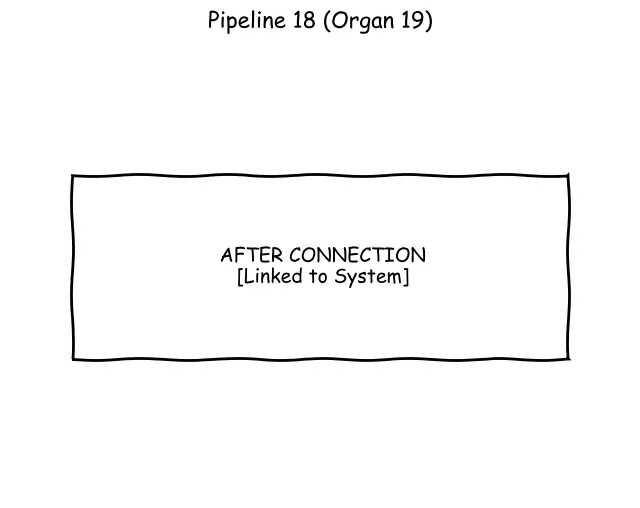 Pipeline 18 (Organ 19)
AFTER CONNECTION
[Linked to System]